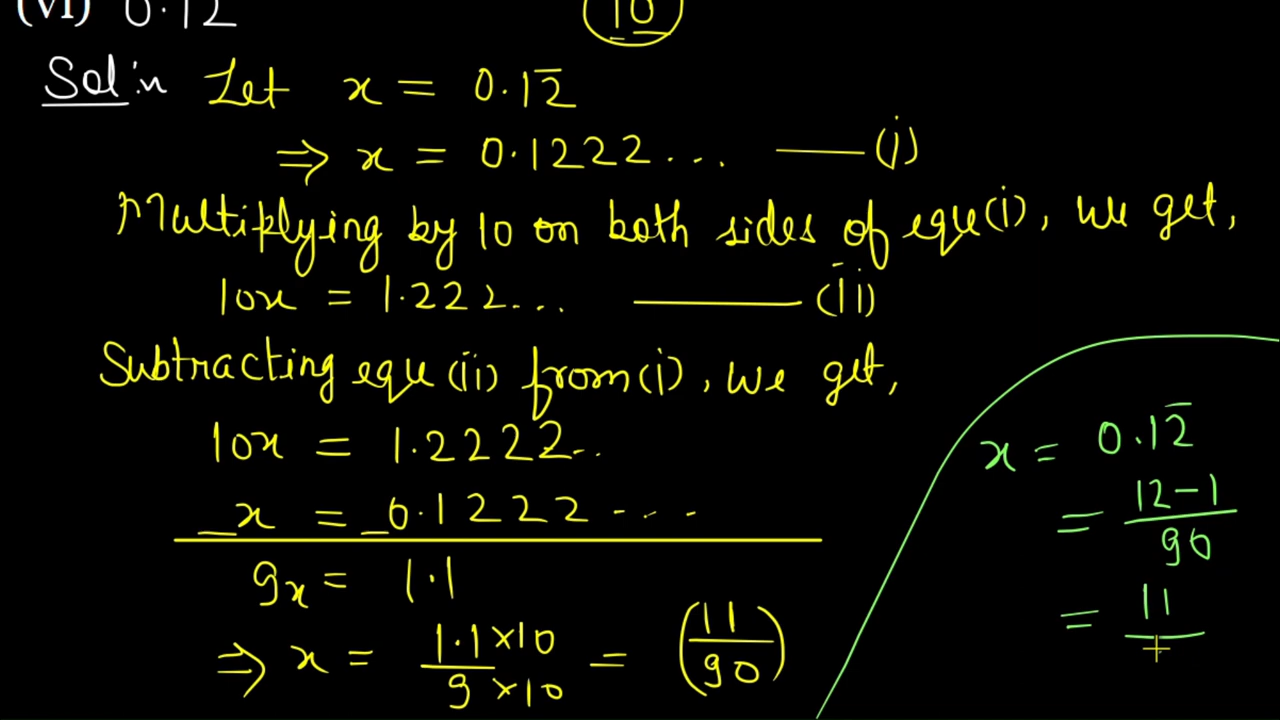 (VI) 0.12
10
Sol'n Let x = 0.12̅
⇒ x = 0.1222... —— (i)
Multiplying by 10 on both sides of equ(i), we get,
10x = 1.222... —— (ii)
Subtracting equ (ii) from (i), we get,
10x = 1.2222..
_x = _0.1222...
9x = 1.1
⇒ x = 1.1×10/9×10 = (11/90)
x = 0.12̅
= 12-1/90
= 11/